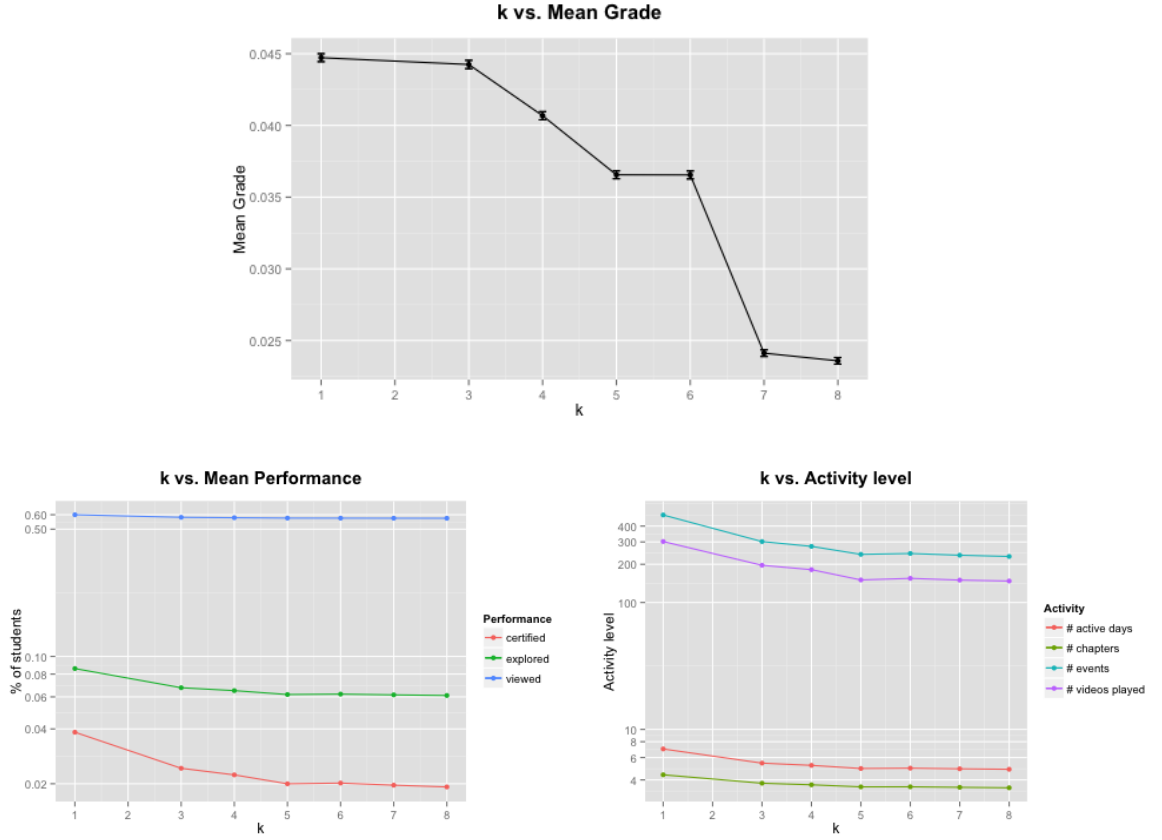 k vs. Mean Grade
0.045
0.040
0.035
0.030
0.025
Mean Grade
1 2 3 4 5 6 7 8
k
k vs. Mean Performance
0.60
0.50
0.10
0.08
0.06
0.04
0.02
% of students
1 2 3 4 5 6 7 8
k
Performance
certified
explored
viewed
k vs. Activity level
400
300
200
100
10
8
6
4
Activity level
1 2 3 4 5 6 7 8
k
Activity
# active days
# chapters
# events
# videos played